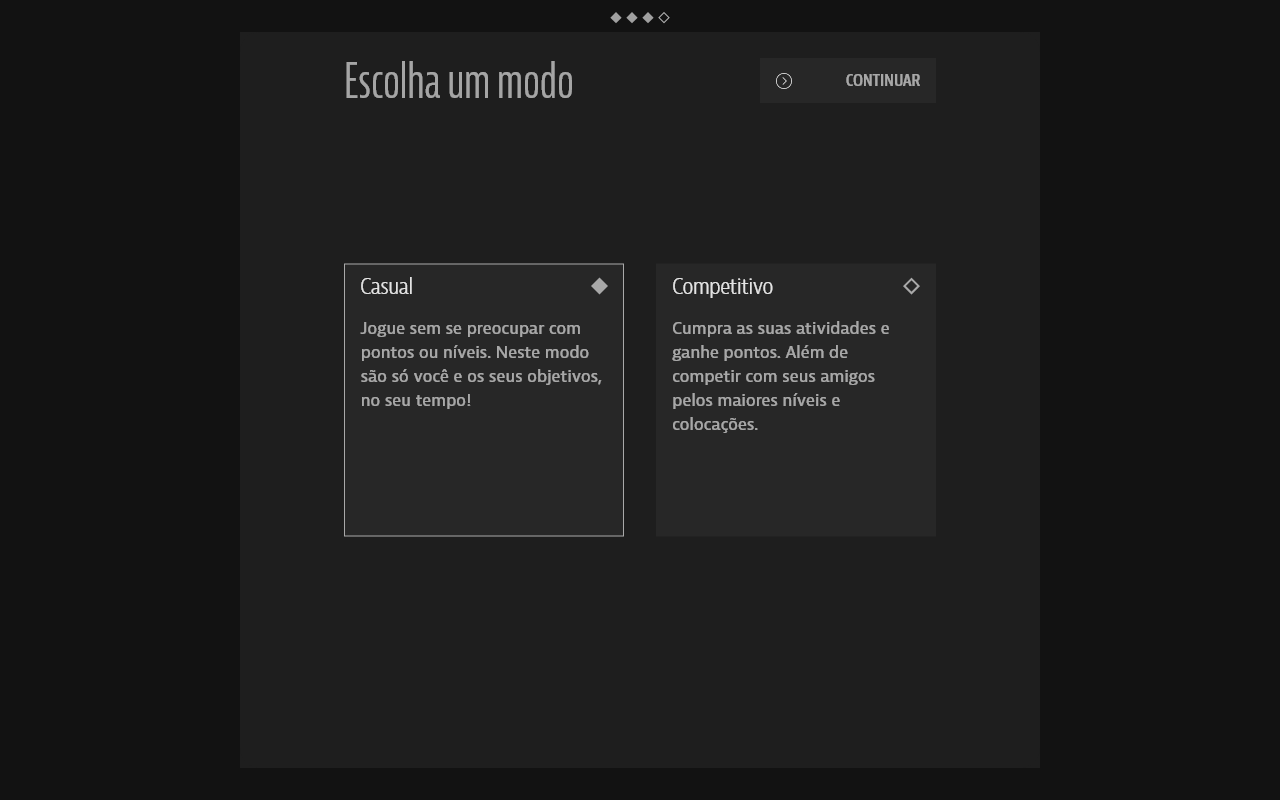 Escolha um modo
CONTINUAR
Casual
Jogue sem se preocupar com
pontos ou níveis. Neste modo
são só você e os seus objetivos,
no seu tempo!
Competitivo
Cumpra as suas atividades e
ganhe pontos. Além de
competir com seus amigos
pelos maiores níveis e
colocações.